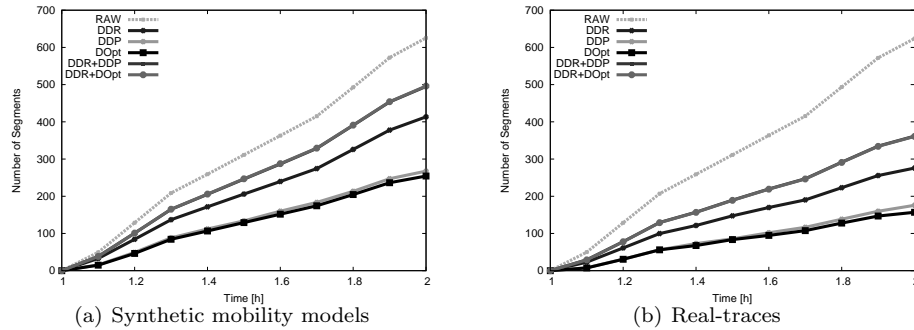 700
600
500
400
300
200
100
0
Number of Segments
RAW
DDR
DDP
DOpt
DDR+DDP
DDR+DOpt
1 1.2 1.4 1.6 1.8 2
Time [h]
(a) Synthetic mobility models
700
600
500
400
300
200
100
0
Number of Segments
RAW
DDR
DDP
DOpt
DDR+DDP
DDR+DOpt
1 1.2 1.4 1.6 1.8 2
Time [h]
(b) Real-traces